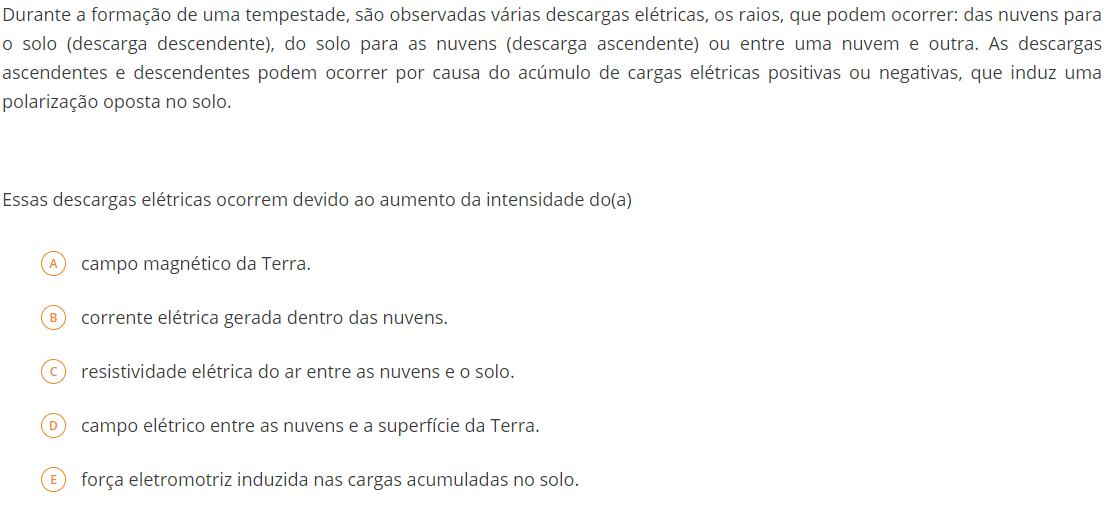 Durante a formação de uma tempestade, são observadas várias descargas elétricas, os raios, que podem ocorrer: das nuvens para
o solo (descarga descendente), do solo para as nuvens (descarga ascendente) ou entre uma nuvem e outra. As descargas
ascendentes e descendentes podem ocorrer por causa do acúmulo de cargas elétricas positivas ou negativas, que induz uma
polarização oposta no solo.
Essas descargas elétricas ocorrem devido ao aumento da intensidade do(a)
A campo magnético da Terra.
B corrente elétrica gerada dentro das nuvens.
C resistividade elétrica do ar entre as nuvens e o solo.
D campo elétrico entre as nuvens e a superfície da Terra.
E força eletromotriz induzida nas cargas acumuladas no solo.